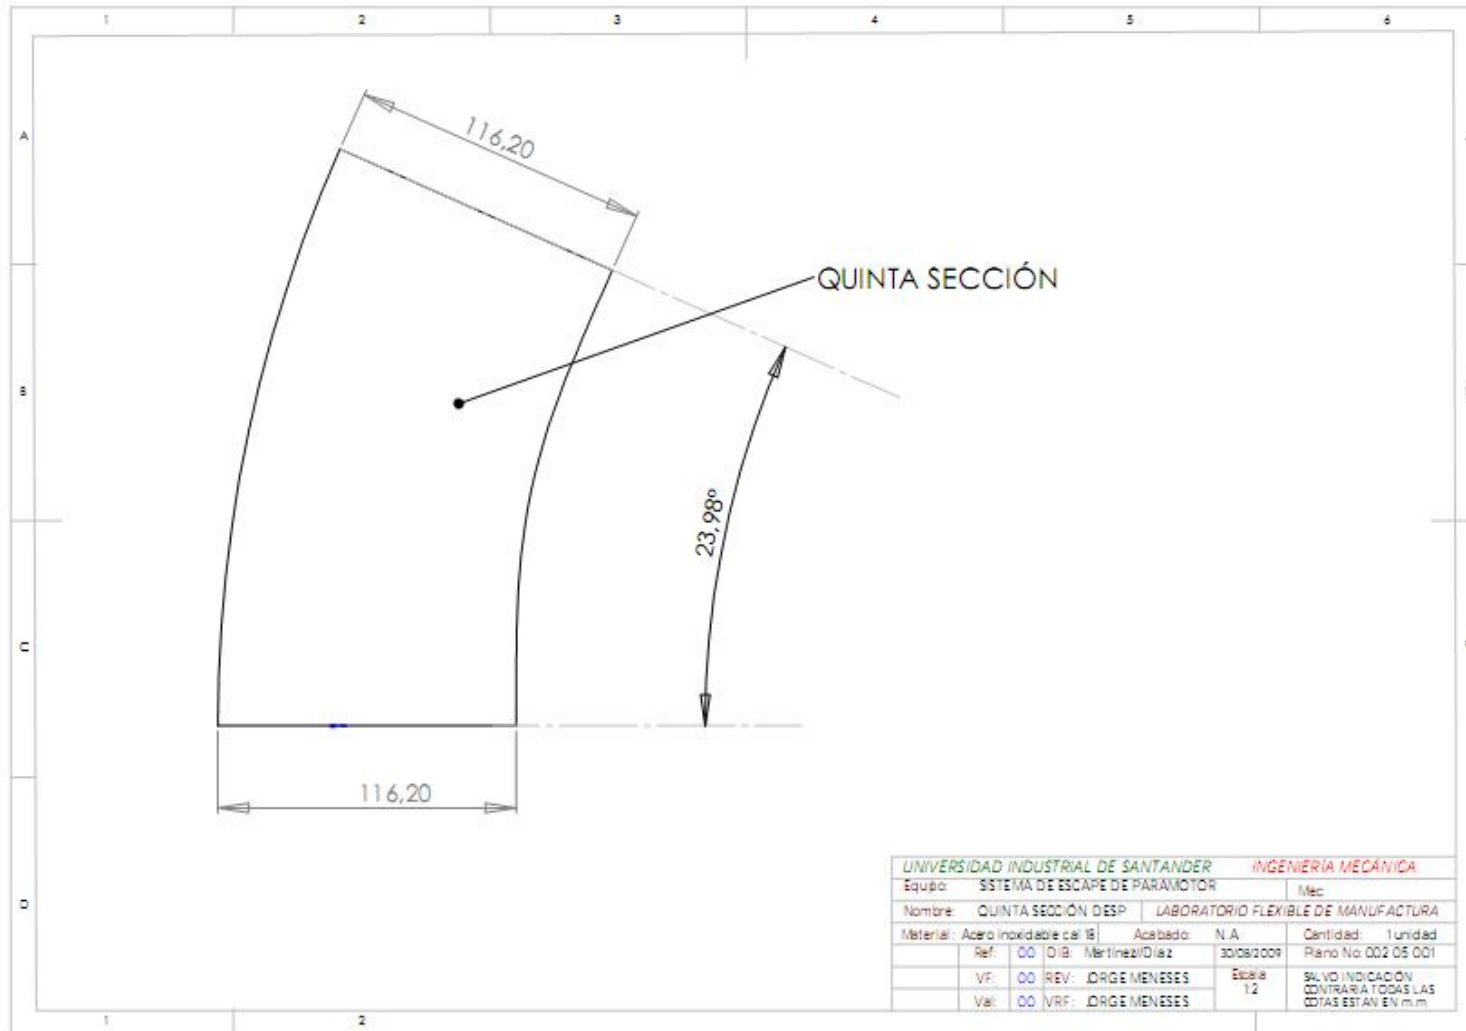 1 2 3 4 5 6
A
116,20
QUINTA SECCIÓN
B
23,98º
C
116,20
D
UNIVERSIDAD INDUSTRIAL DE SANTANDER INGENIERÍA MECÁNICA
Equipo: SISTEMA DE ESCAPE DE PARAMOTOR Mec
Nombre: QUINTA SECCIÓN DESP LABORATORIO FLEXIBLE DE MANUFACTURA
Material: Acero inoxidable cal 18 Acabado: N.A Cantidad: 1 unidad
Ref: 00 DIB: Martinez//Díaz 30/08/2009 Plano No: 002 05 001
VF: 00 REV: JORGE MENESES Escala 1:2 SALVO INDICACIÓN
CONTRARIA TODAS LAS
Val: 00 VRF: JORGE MENESES COTAS ESTAN EN m.m
1 2